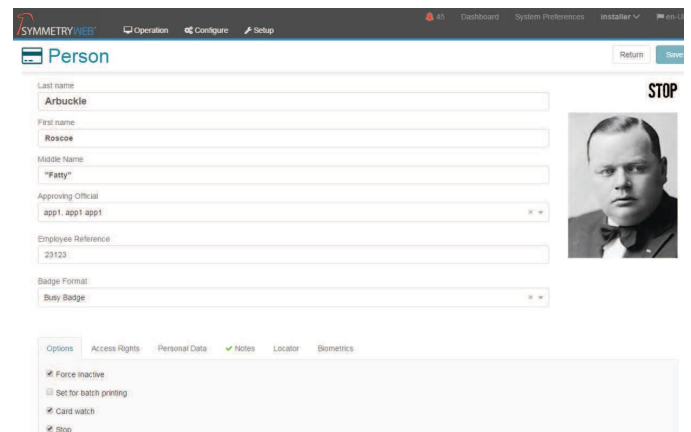 SYMMETRYWEB
Operation Configure Setup
45 Dashboard System Preferences installer en-U
Person
Return Save
Last name
Arbuckle
STOP
First name
Roscoe
Middle Name
"Fatty"
Approving Official
app1, app1 app1
Employee Reference
23123
Badge Format
Busy Badge
Options Access Rights Personal Data Notes Locator Biometrics
Force inactive
Set for batch printing
Card watch
Stop